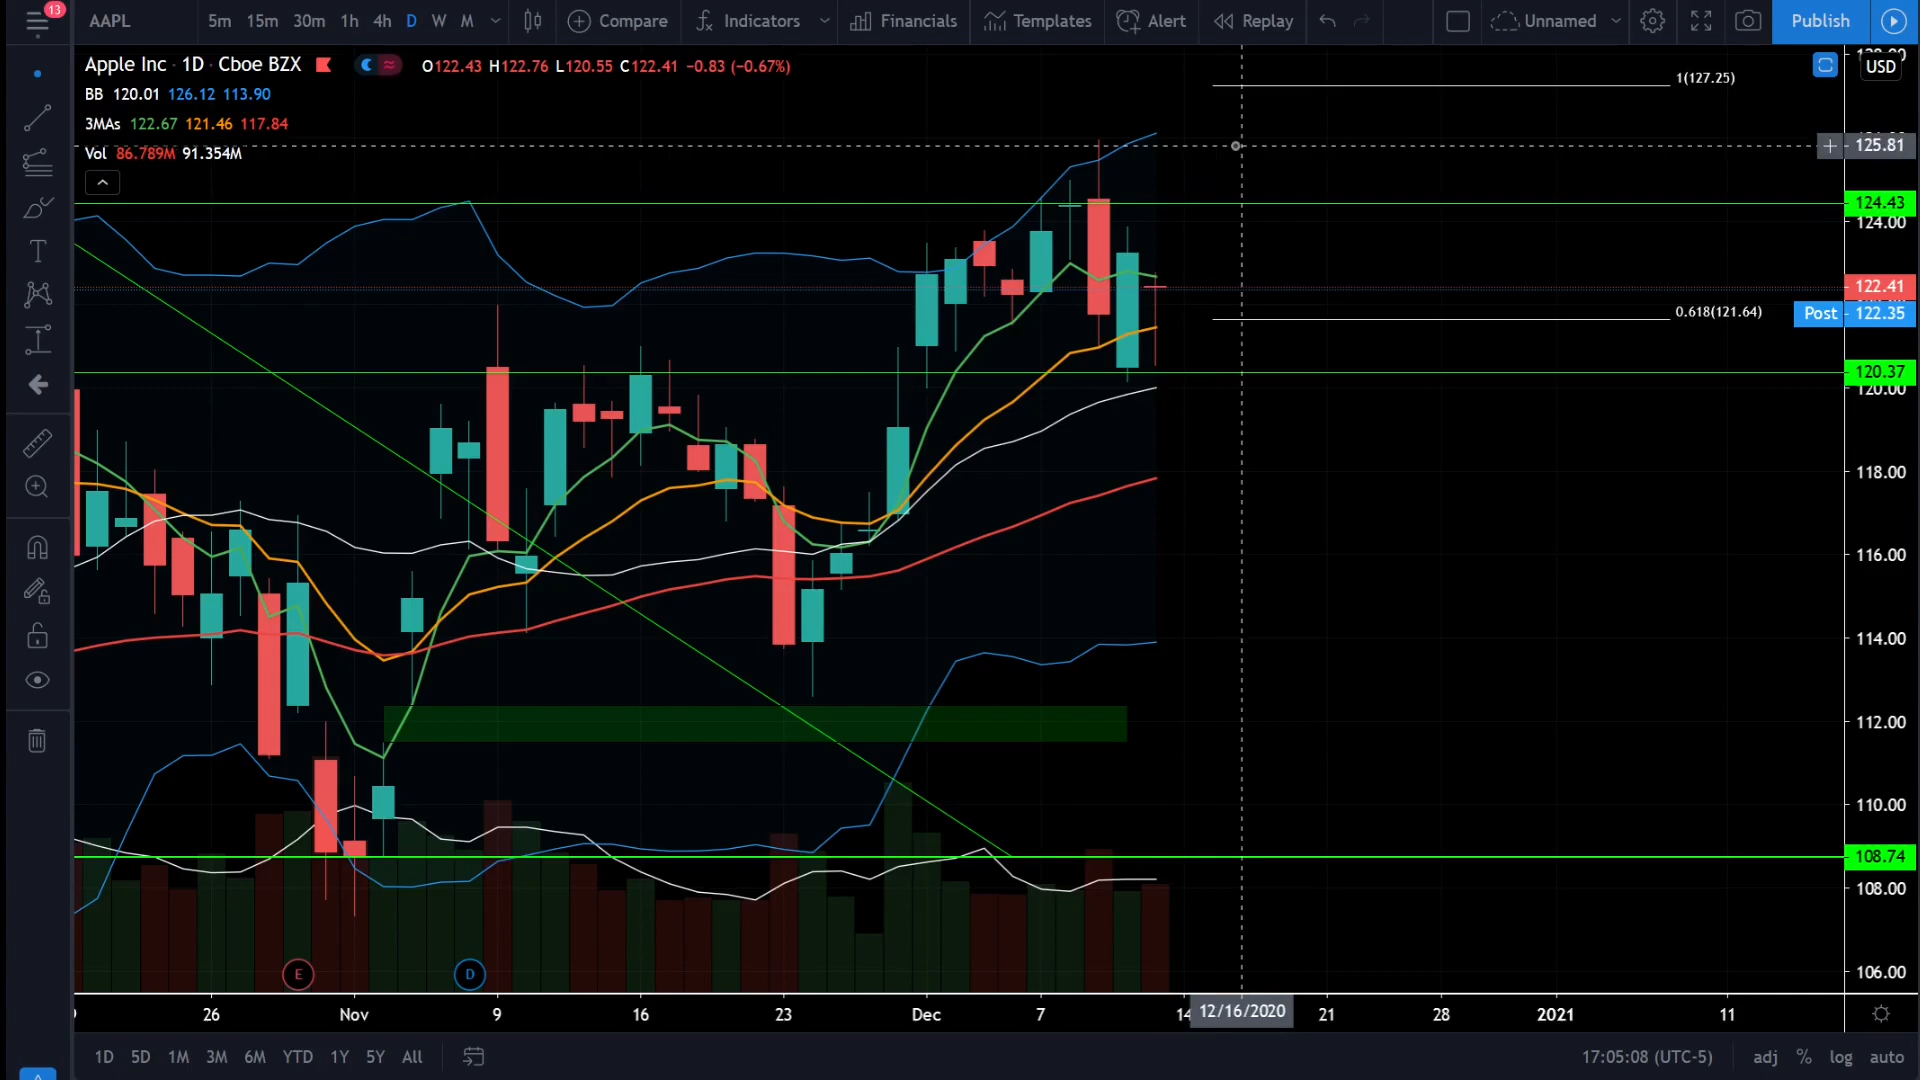 13
AAPL 5m 15m 30m 1h 4h D W M Compare Indicators Financials Templates Alert Replay Unnamed Publish
Apple Inc · 1D · Cboe BZX O122.43 H122.76 L120.55 C122.41 −0.83 (−0.67%)
BB 120.01 126.12 113.90
3MAs 122.67 121.46 117.84
Vol 86.789M 91.354M
USD
1(127.25)
125.81
124.43
124.00
122.41
0.618(121.64)
Post 122.35
120.37
120.00
118.00
116.00
114.00
112.00
110.00
108.74
108.00
106.00
E D
26 Nov 9 16 23 Dec 7 14 12/16/2020 21 28 2021 11
1D 5D 1M 3M 6M YTD 1Y 5Y All 17:05:08 (UTC-5) adj % log auto